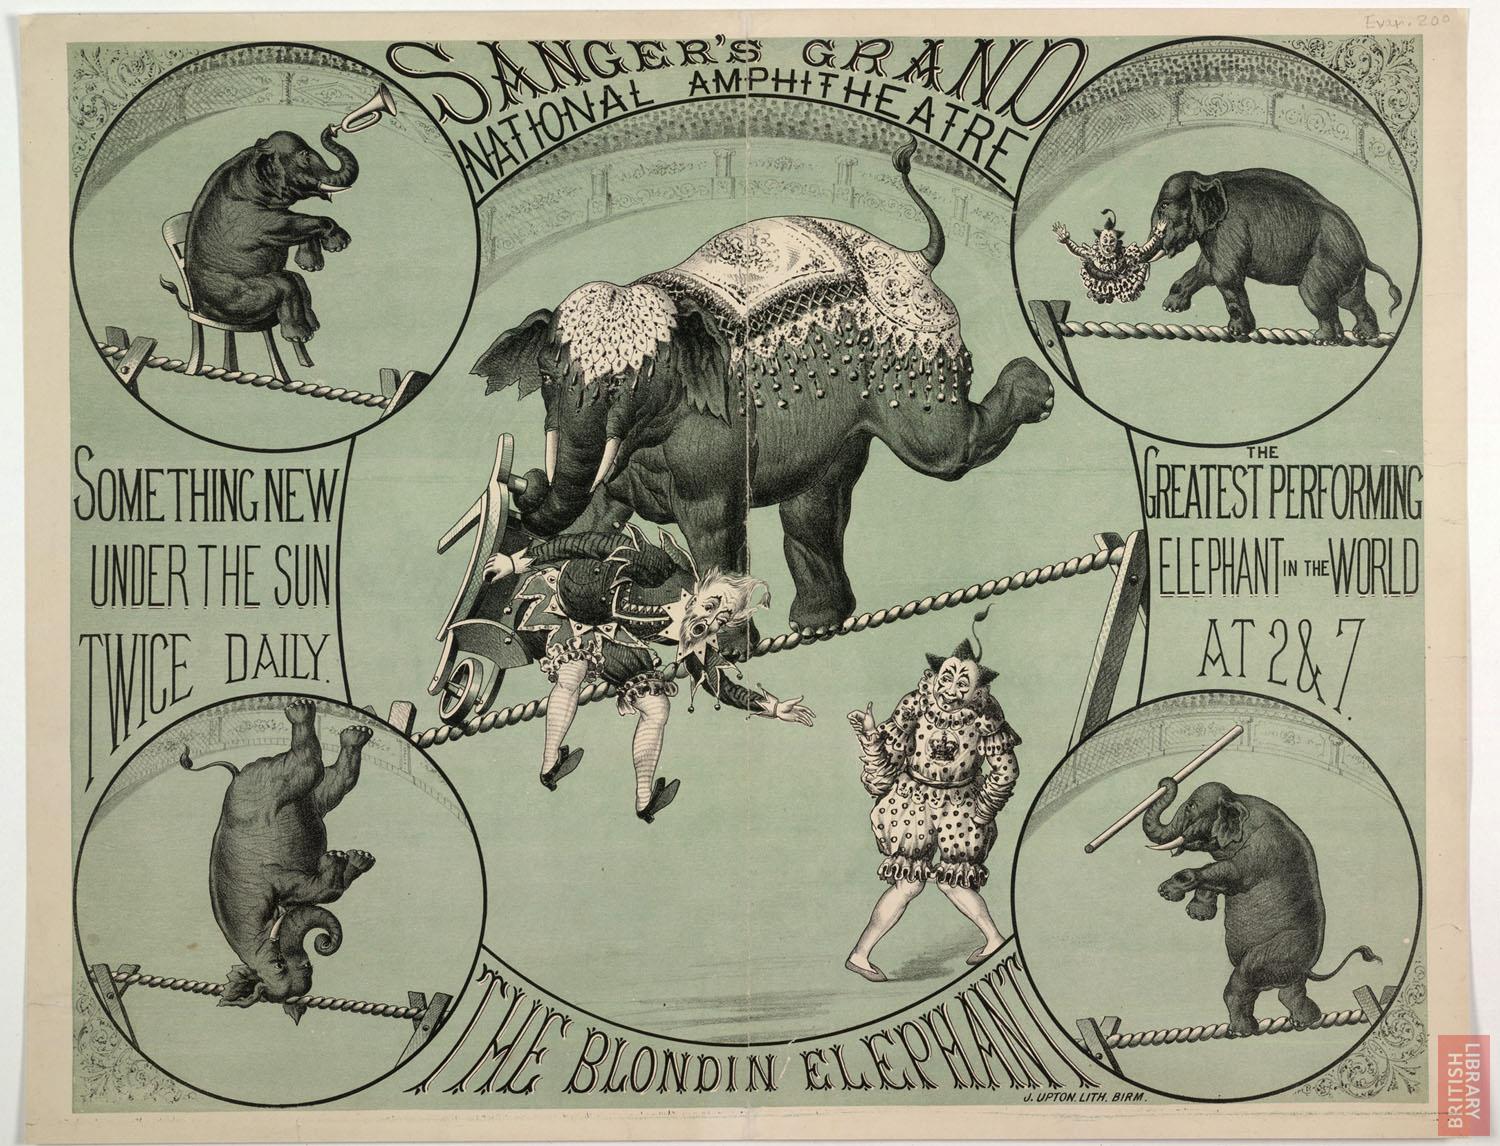 Evan. 200
SANGER'S GRAND
NATIONAL AMPHITHEATRE
SOMETHING NEW
UNDER THE SUN
TWICE DAILY.
THE
GREATEST PERFORMING
ELEPHANT IN THE WORLD
AT 2 & 7.
THE BLONDIN ELEPHANT
J. UPTON. LITH. BIRM.
BRITISH
LIBRARY